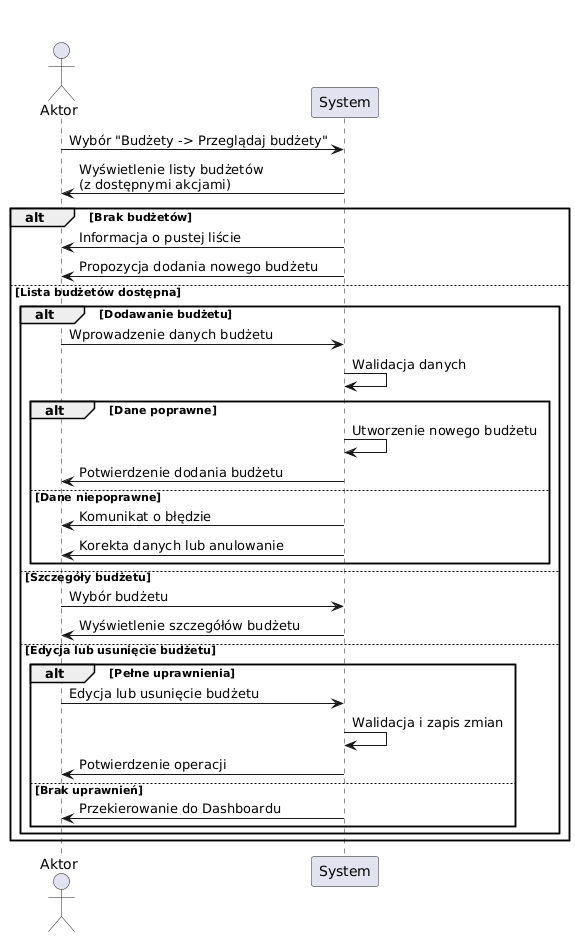 Aktor
System
Wybór "Budżety -> Przeglądaj budżety"
Wyświetlenie listy budżetów
(z dostępnymi akcjami)
alt [Brak budżetów]
Informacja o pustej liście
Propozycja dodania nowego budżetu
[Lista budżetów dostępna]
alt [Dodawanie budżetu]
Wprowadzenie danych budżetu
Walidacja danych
alt [Dane poprawne]
Utworzenie nowego budżetu
Potwierdzenie dodania budżetu
[Dane niepoprawne]
Komunikat o błędzie
Korekta danych lub anulowanie
[Szczegóły budżetu]
Wybór budżetu
Wyświetlenie szczegółów budżetu
[Edycja lub usunięcie budżetu]
alt [Pełne uprawnienia]
Edycja lub usunięcie budżetu
Walidacja i zapis zmian
Potwierdzenie operacji
[Brak uprawnień]
Przekierowanie do Dashboardu
Aktor
System